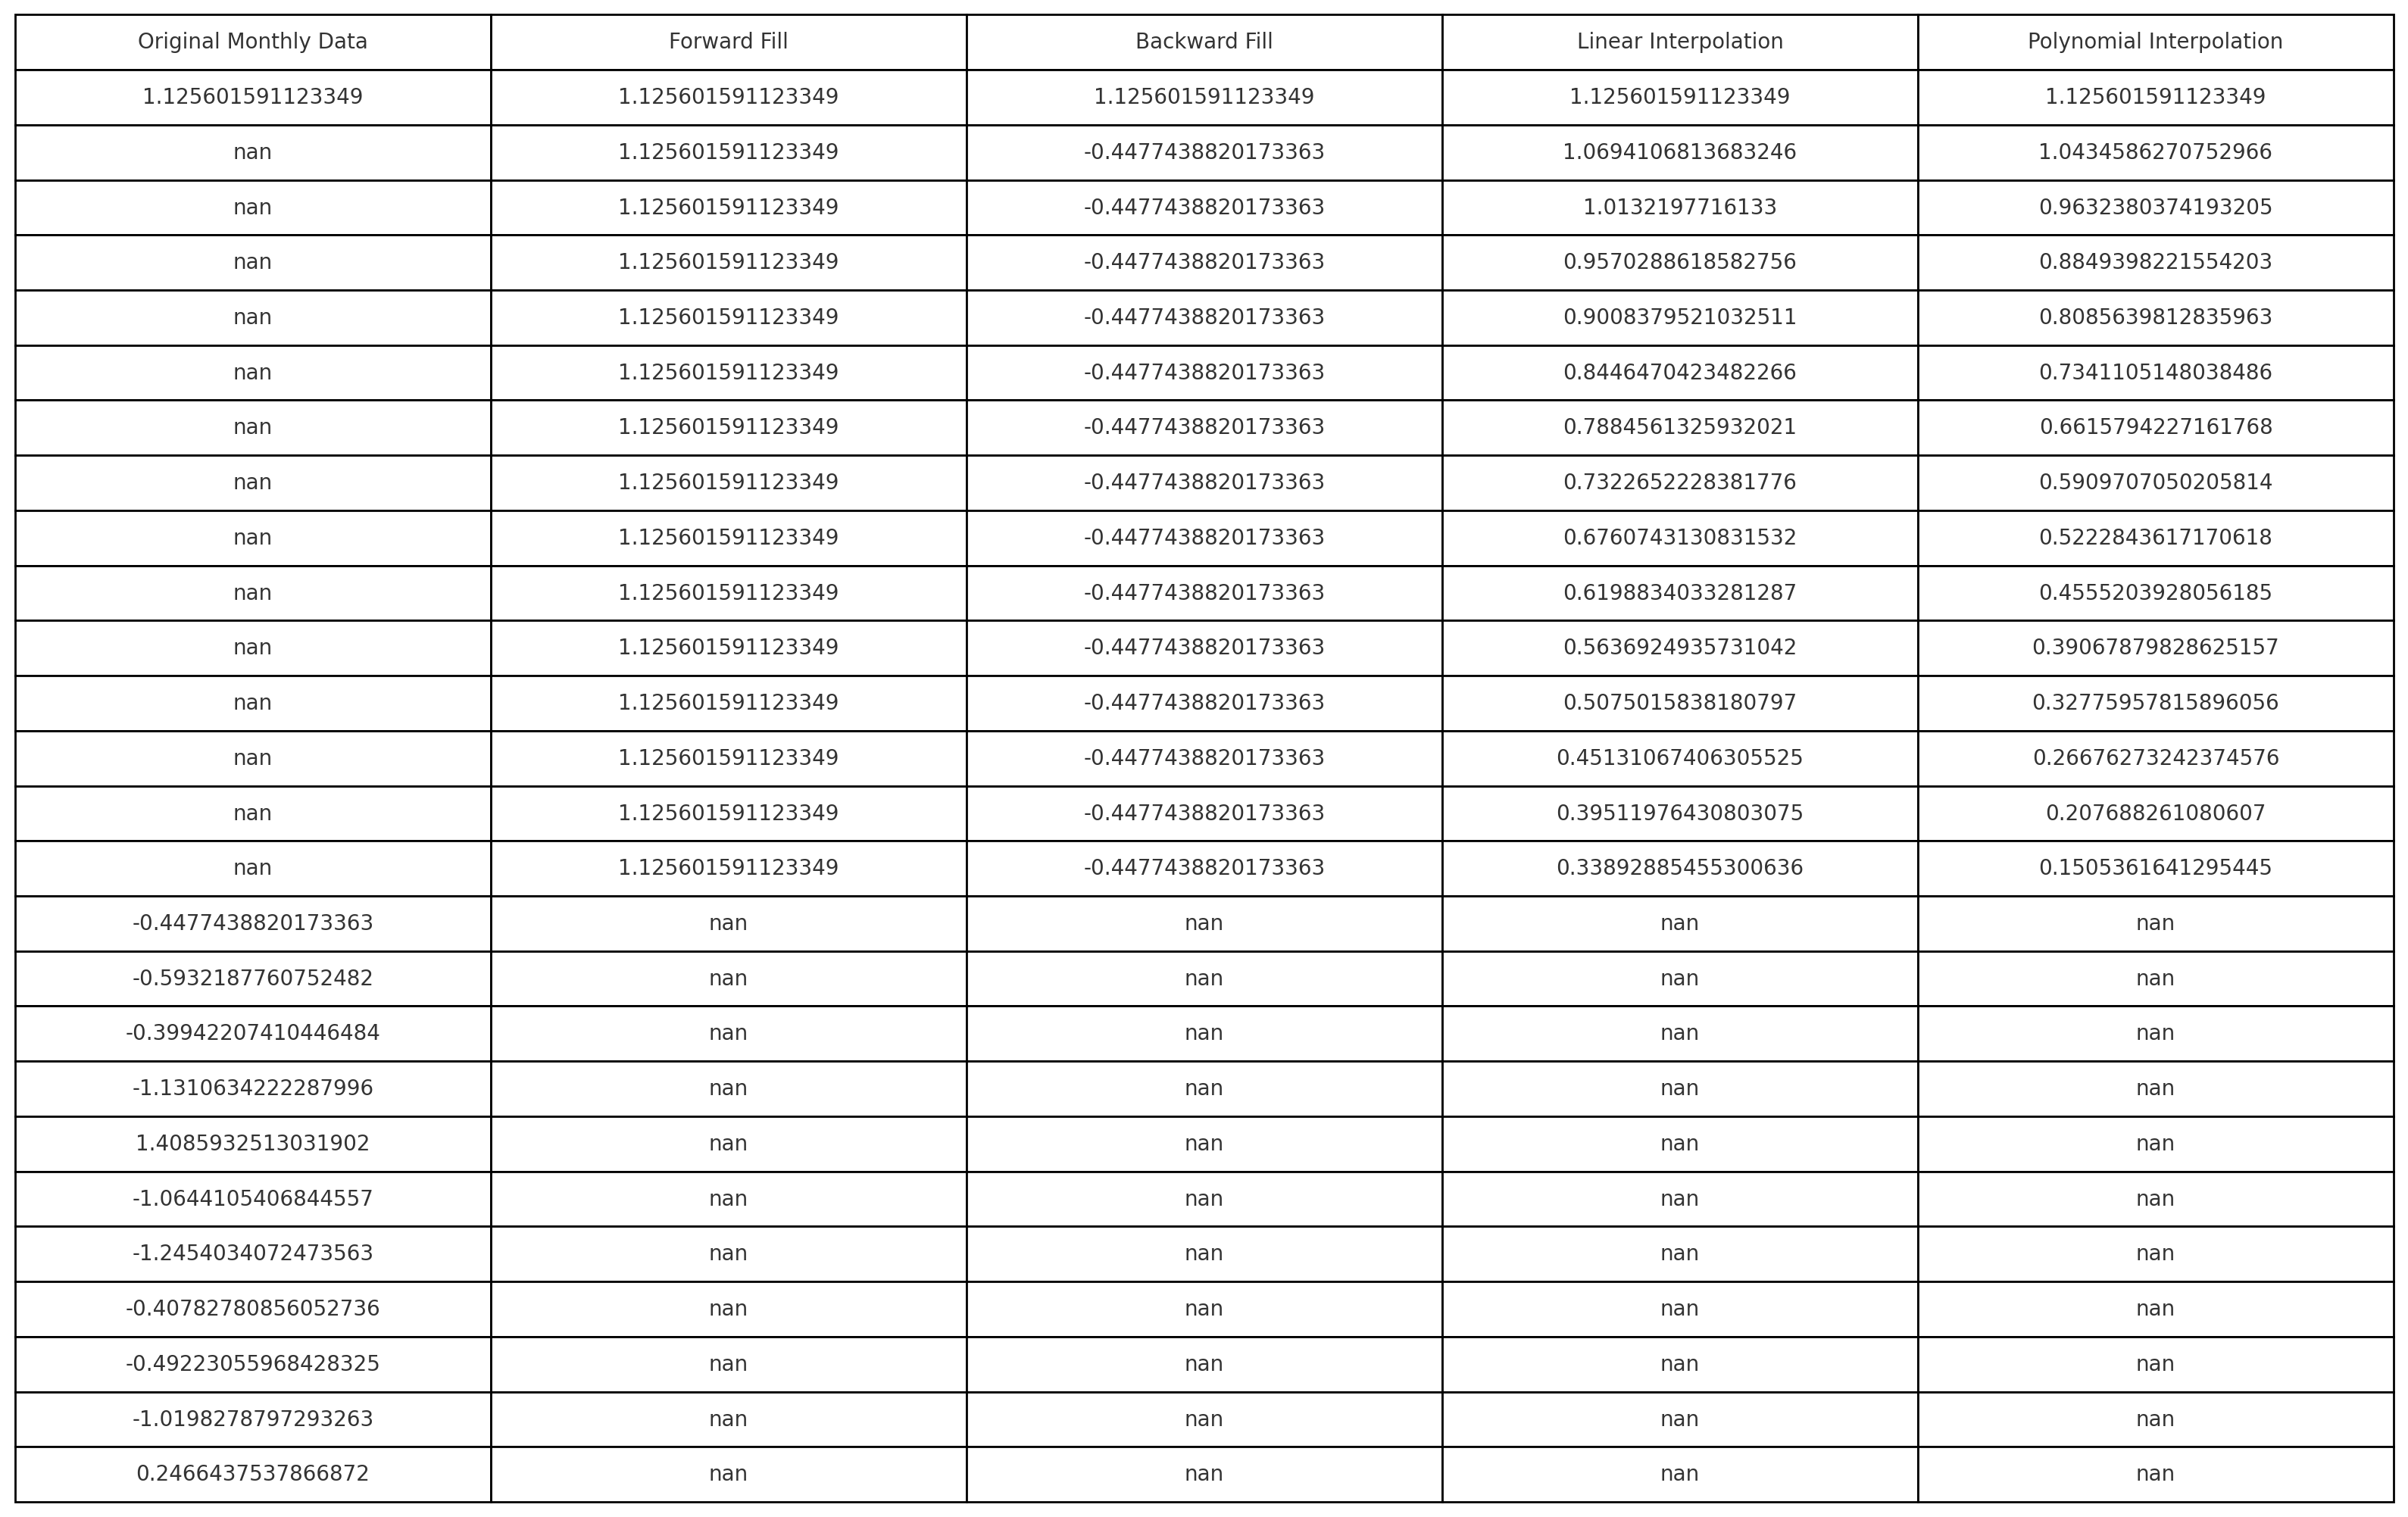 Original Monthly Data Forward Fill Backward Fill Linear Interpolation Polynomial Interpolation
1.125601591123349 1.125601591123349 1.125601591123349 1.125601591123349 1.125601591123349
nan 1.125601591123349 -0.4477438820173363 1.0694106813683246 1.0434586270752966
nan 1.125601591123349 -0.4477438820173363 1.0132197716133 0.9632380374193205
nan 1.125601591123349 -0.4477438820173363 0.9570288618582756 0.8849398221554203
nan 1.125601591123349 -0.4477438820173363 0.9008379521032511 0.8085639812835963
nan 1.125601591123349 -0.4477438820173363 0.8446470423482266 0.7341105148038486
nan 1.125601591123349 -0.4477438820173363 0.7884561325932021 0.6615794227161768
nan 1.125601591123349 -0.4477438820173363 0.7322652228381776 0.5909707050205814
nan 1.125601591123349 -0.4477438820173363 0.6760743130831532 0.5222843617170618
nan 1.125601591123349 -0.4477438820173363 0.6198834033281287 0.4555203928056185
nan 1.125601591123349 -0.4477438820173363 0.5636924935731042 0.39067879828625157
nan 1.125601591123349 -0.4477438820173363 0.5075015838180797 0.32775957815896056
nan 1.125601591123349 -0.4477438820173363 0.45131067406305525 0.26676273242374576
nan 1.125601591123349 -0.4477438820173363 0.39511976430803075 0.207688261080607
nan 1.125601591123349 -0.4477438820173363 0.33892885455300636 0.1505361641295445
-0.4477438820173363 nan nan nan nan
-0.5932187760752482 nan nan nan nan
-0.39942207410446484 nan nan nan nan
-1.1310634222287996 nan nan nan nan
1.4085932513031902 nan nan nan nan
-1.0644105406844557 nan nan nan nan
-1.2454034072473563 nan nan nan nan
-0.40782780856052736 nan nan nan nan
-0.49223055968428325 nan nan nan nan
-1.0198278797293263 nan nan nan nan
0.2466437537866872 nan nan nan nan